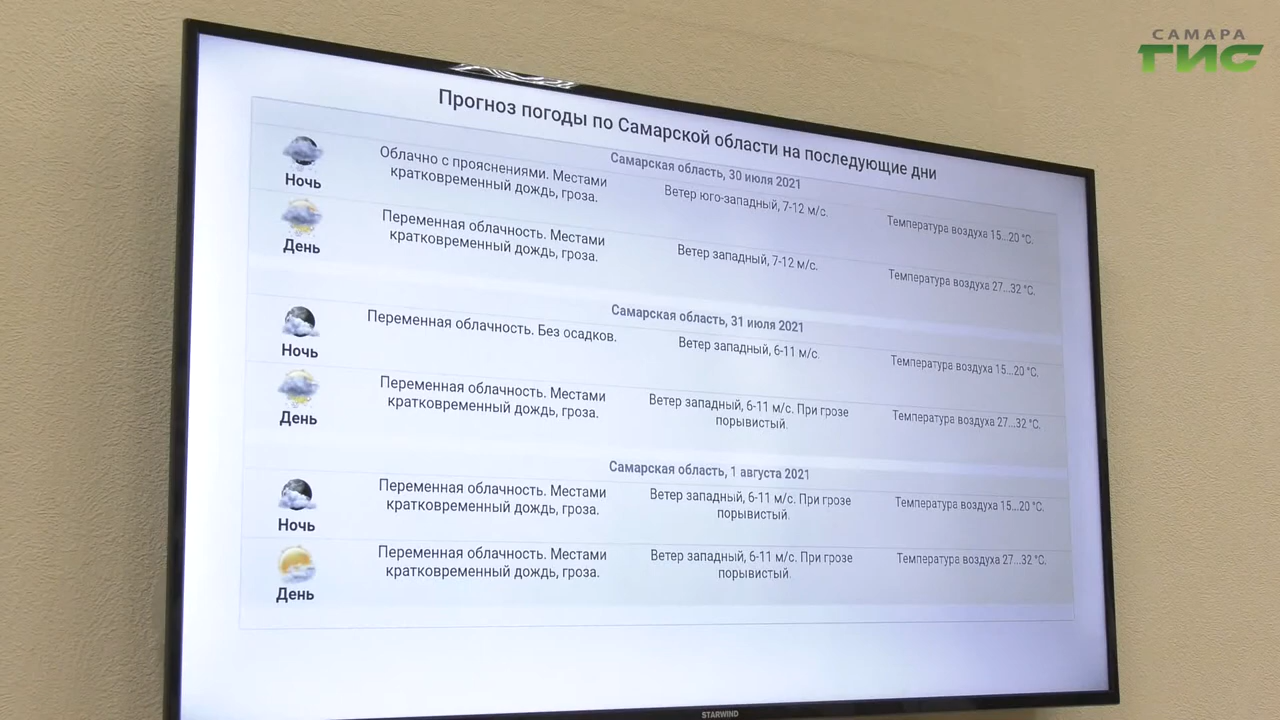 САМАРА
ГИС
Прогноз погоды по Самарской области на последующие дни
Самарская область, 30 июля 2021
Ночь
Облачно с прояснениями. Местами
кратковременный дождь, гроза.
Ветер юго-западный, 7-12 м/с.
Температура воздуха 15...20 °C.
День
Переменная облачность. Местами
кратковременный дождь, гроза.
Ветер западный, 7-12 м/с.
Температура воздуха 27...32 °C.
Самарская область, 31 июля 2021
Ночь
Переменная облачность. Без осадков.
Ветер западный, 6-11 м/с.
Температура воздуха 15...20 °C.
День
Переменная облачность. Местами
кратковременный дождь, гроза.
Ветер западный, 6-11 м/с. При грозе
порывистый.
Температура воздуха 27...32 °C.
Самарская область, 1 августа 2021
Ночь
Переменная облачность. Местами
кратковременный дождь, гроза.
Ветер западный, 6-11 м/с. При грозе
порывистый.
Температура воздуха 15...20 °C.
День
Переменная облачность. Местами
кратковременный дождь, гроза.
Ветер западный, 6-11 м/с. При грозе
порывистый.
Температура воздуха 27...32 °C.
STARWIND